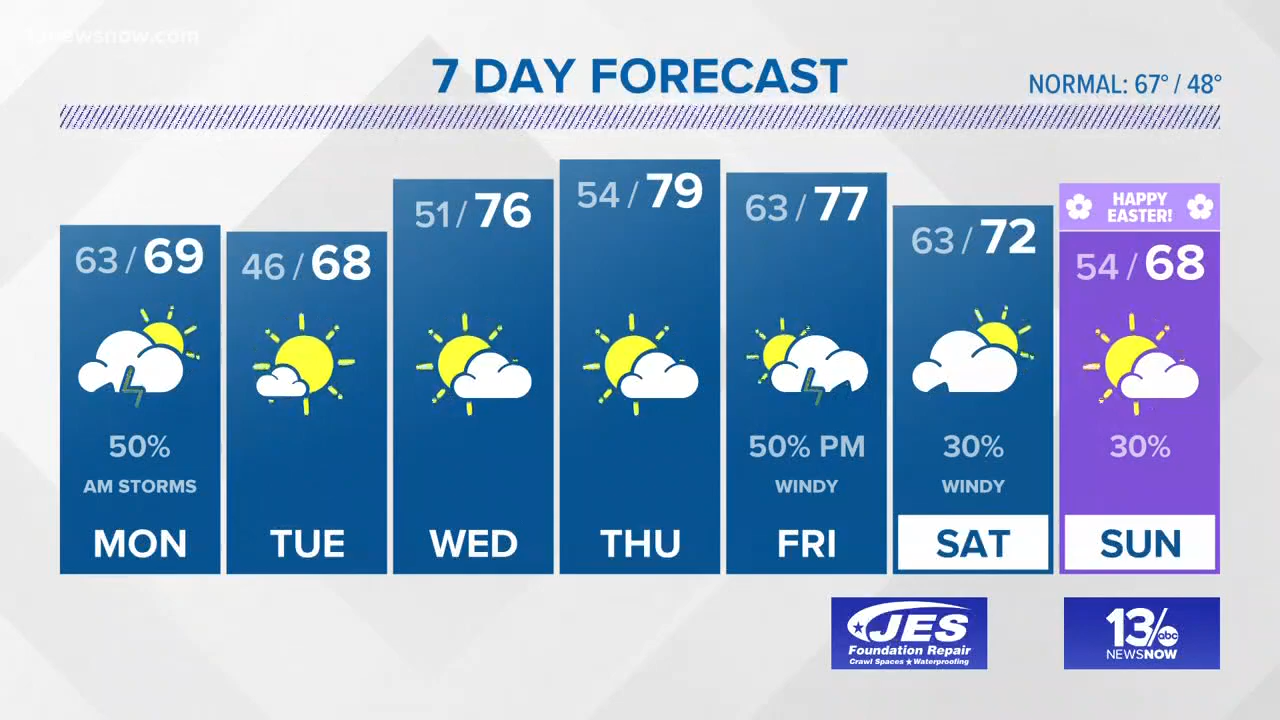 13newsnow.com
7 DAY FORECAST
NORMAL: 67° / 48°
63 / 69
50%
AM STORMS
MON
46 / 68
TUE
51 / 76
WED
54 / 79
THU
63 / 77
50% PM
WINDY
FRI
63 / 72
30%
WINDY
SAT
HAPPY
EASTER!
54 / 68
30%
SUN
JES
Foundation Repair
Crawl Spaces ★ Waterproofing
13/abc
NEWSNOW